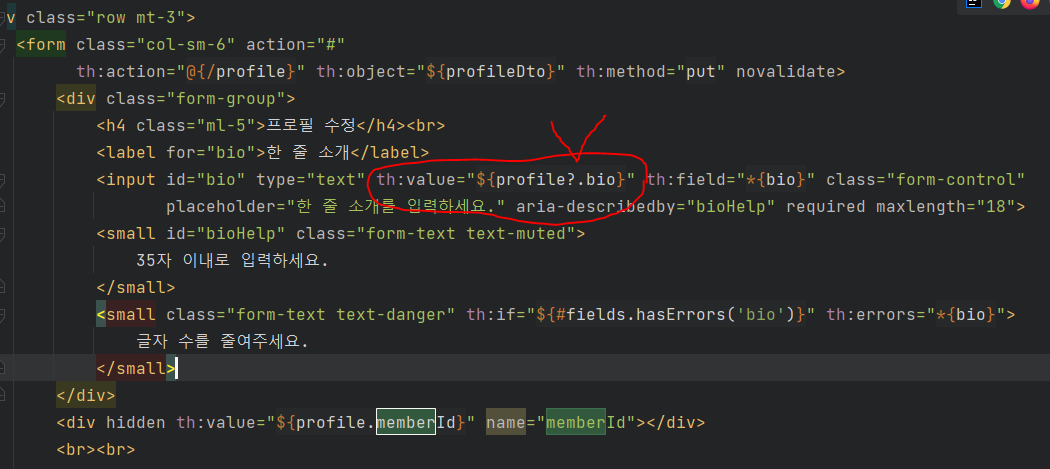 v class="row mt-3">
<form class="col-sm-6" action="#"
th:action="@{/profile}" th:object="${profileDto}" th:method="put" novalidate>
<div class="form-group">
<h4 class="ml-5">프로필 수정</h4><br>
<label for="bio">한 줄 소개</label>
<input id="bio" type="text" th:value="${profile?.bio}" th:field="*{bio}" class="form-control"
placeholder="한 줄 소개를 입력하세요." aria-describedby="bioHelp" required maxlength="18">
<small id="bioHelp" class="form-text text-muted">
35자 이내로 입력하세요.
</small>
<small class="form-text text-danger" th:if="${#fields.hasErrors('bio')}" th:errors="*{bio}">
글자 수를 줄여주세요.
</small>
</div>
<div hidden th:value="${profile.memberId}" name="memberId"></div>
<br><br>